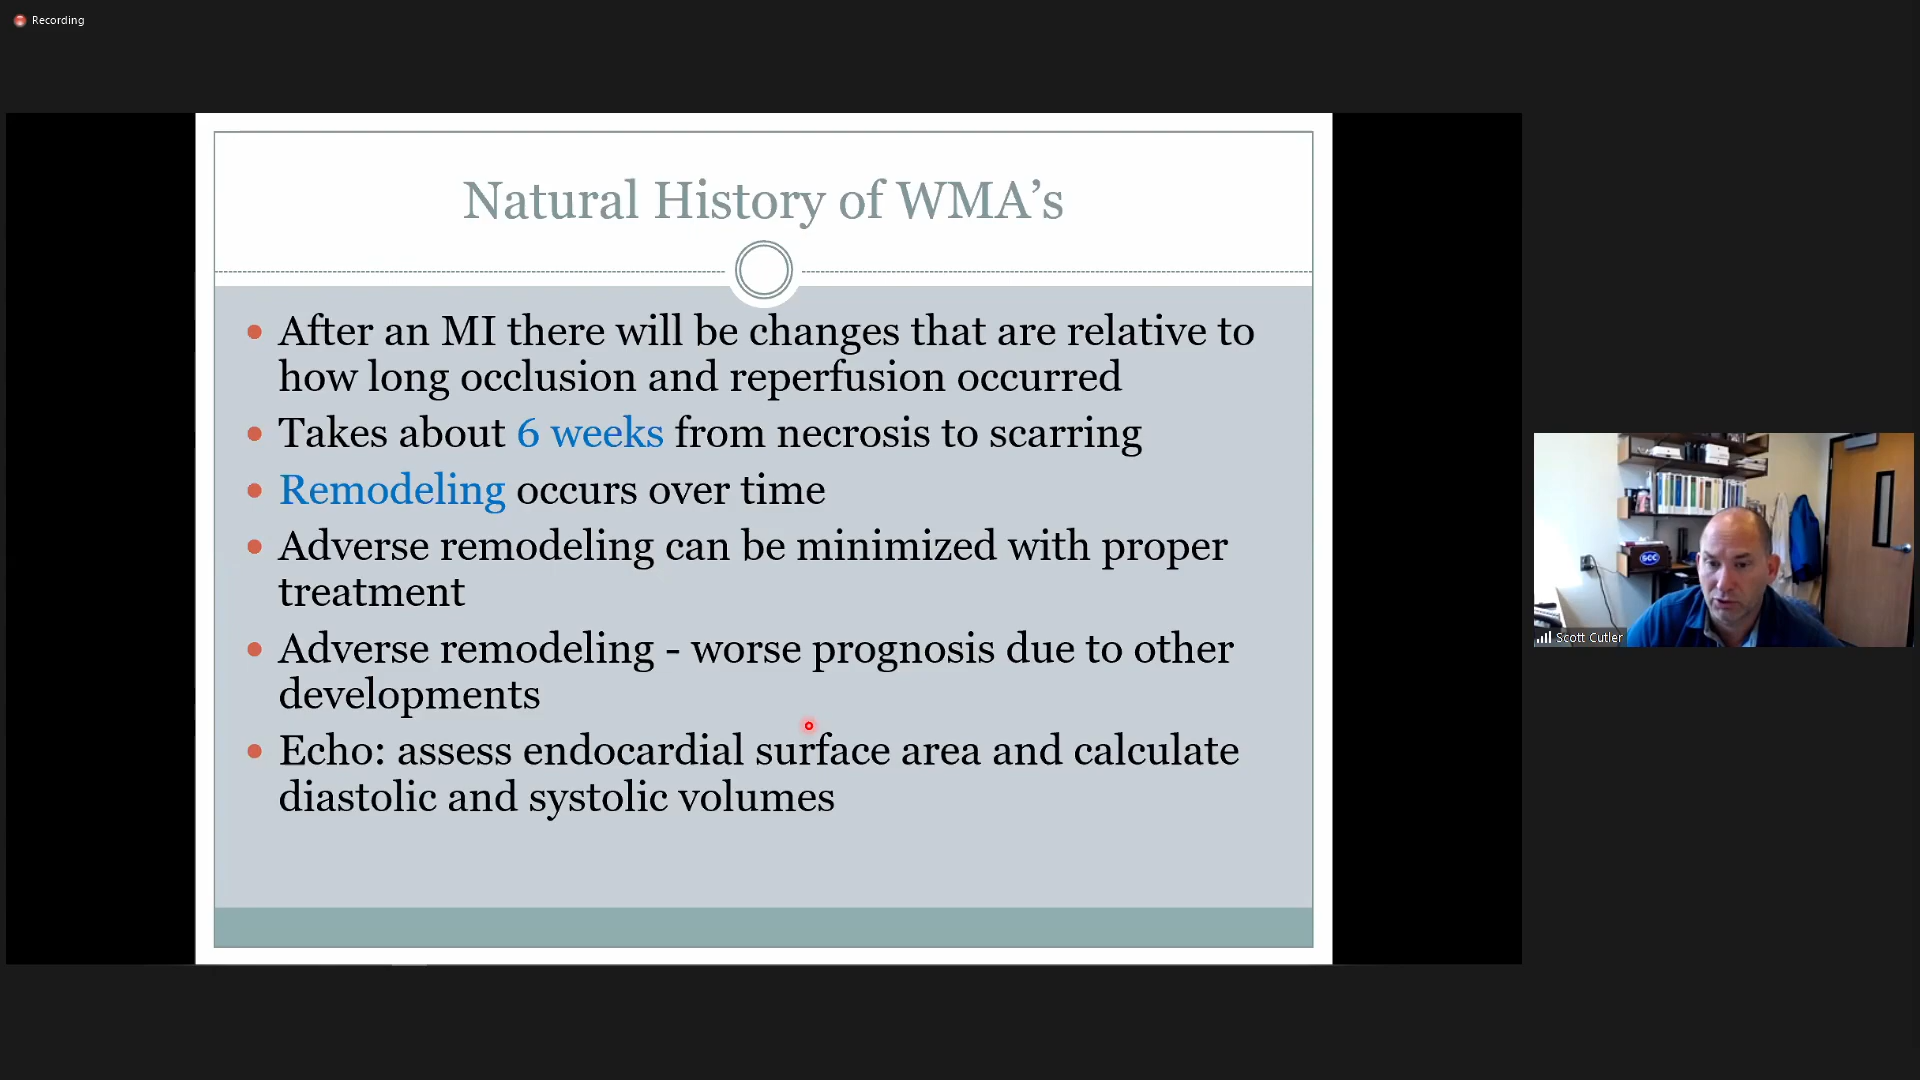 Recording
Natural History of WMA’s
After an MI there will be changes that are relative to
how long occlusion and reperfusion occurred
Takes about 6 weeks from necrosis to scarring
Remodeling occurs over time
Adverse remodeling can be minimized with proper
treatment
Adverse remodeling - worse prognosis due to other
developments
Echo: assess endocardial surface area and calculate
diastolic and systolic volumes
SCC
Scott Cutler